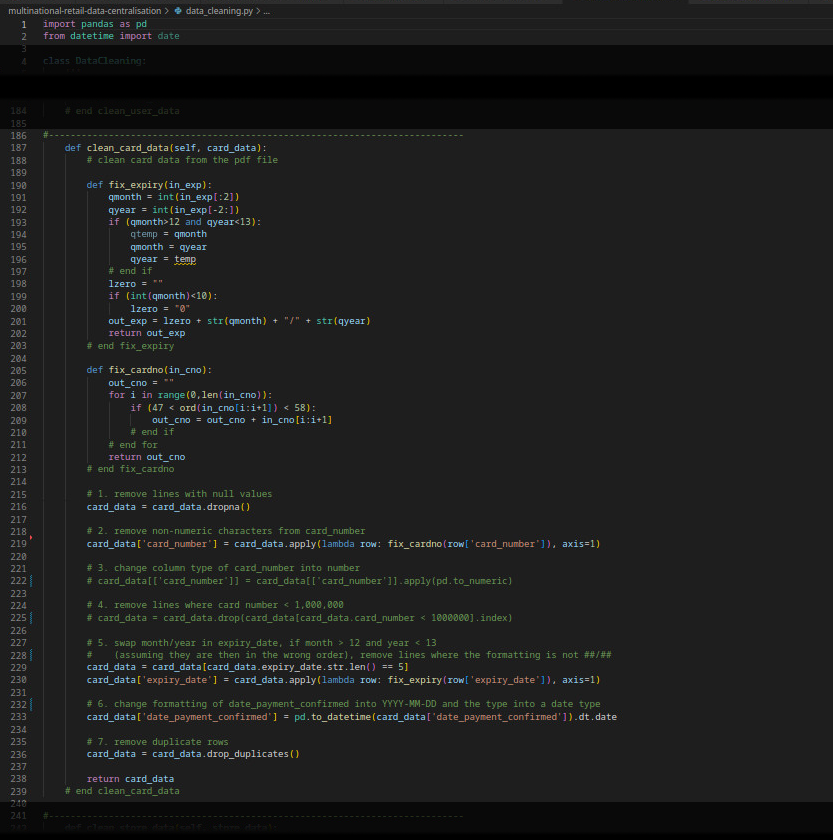 multinational-retail-data-centralisation > data_cleaning.py > ...
1 import pandas as pd
2 from datetime import date
3
4 class DataCleaning:
184 # end clean_user_data
185
186 #----------------------------------------------------------------------------
187 def clean_card_data(self, card_data):
188 # clean card data from the pdf file
189
190 def fix_expiry(in_exp):
191 qmonth = int(in_exp[:2])
192 qyear = int(in_exp[-2:])
193 if (qmonth>12 and qyear<13):
194 qtemp = qmonth
195 qmonth = qyear
196 qyear = temp
197 # end if
198 lzero = ""
199 if (int(qmonth)<10):
200 lzero = "0"
201 out_exp = lzero + str(qmonth) + "/" + str(qyear)
202 return out_exp
203 # end fix_expiry
204
205 def fix_cardno(in_cno):
206 out_cno = ""
207 for i in range(0,len(in_cno)):
208 if (47 < ord(in_cno[i:i+1]) < 58):
209 out_cno = out_cno + in_cno[i:i+1]
210 # end if
211 # end for
212 return out_cno
213 # end fix_cardno
214
215 # 1. remove lines with null values
216 card_data = card_data.dropna()
217
218 # 2. remove non-numeric characters from card_number
219 card_data['card_number'] = card_data.apply(lambda row: fix_cardno(row['card_number']), axis=1)
220
221 # 3. change column type of card_number into number
222 # card_data[['card_number']] = card_data[['card_number']].apply(pd.to_numeric)
223
224 # 4. remove lines where card number < 1,000,000
225 # card_data = card_data.drop(card_data[card_data.card_number < 1000000].index)
226
227 # 5. swap month/year in expiry_date, if month > 12 and year < 13
228 # (assuming they are then in the wrong order), remove lines where the formatting is not ##/##
229 card_data = card_data[card_data.expiry_date.str.len() == 5]
230 card_data['expiry_date'] = card_data.apply(lambda row: fix_expiry(row['expiry_date']), axis=1)
231
232 # 6. change formatting of date_payment_confirmed into YYYY-MM-DD and the type into a date type
233 card_data['date_payment_confirmed'] = pd.to_datetime(card_data['date_payment_confirmed']).dt.date
234
235 # 7. remove duplicate rows
236 card_data = card_data.drop_duplicates()
237
238 return card_data
239 # end clean_card_data
240
241 #----------------------------------------------------------------------------
242 def clean_store_data(self, store_data):